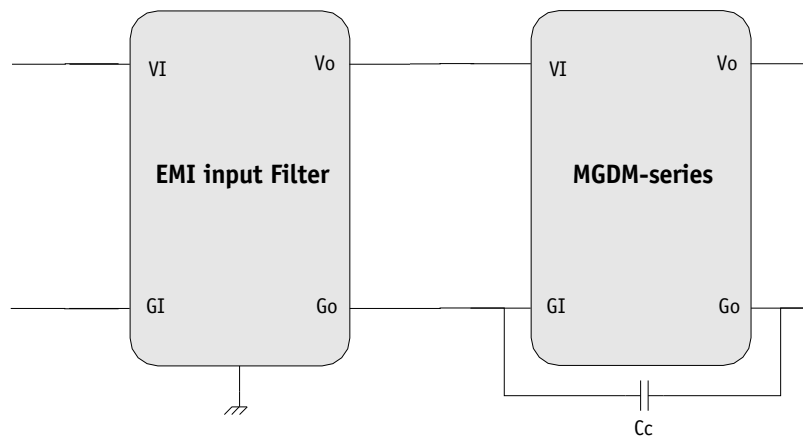 VI Vo VI Vo
EMI input Filter MGDM-series
GI Go GI Go
Cc